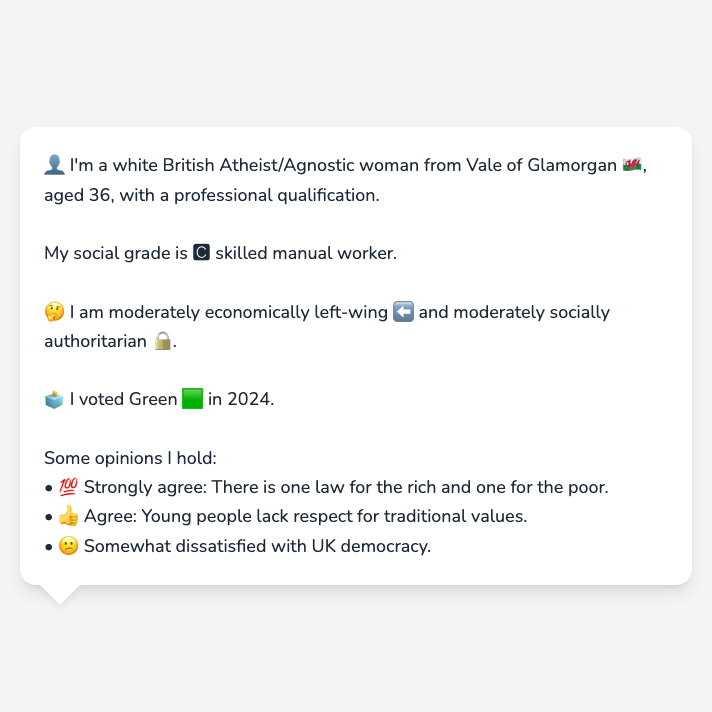 👤 I'm a white British Atheist/Agnostic woman from Vale of Glamorgan 🏴󠁧󠁢󠁷󠁬󠁳󠁿,
aged 36, with a professional qualification.
My social grade is 🅲 skilled manual worker.
🤔 I am moderately economically left-wing ⬅️ and moderately socially
authoritarian 🔒.
🗳️ I voted Green 🟩 in 2024.
Some opinions I hold:
• 💯 Strongly agree: There is one law for the rich and one for the poor.
• 👍 Agree: Young people lack respect for traditional values.
• 😕 Somewhat dissatisfied with UK democracy.